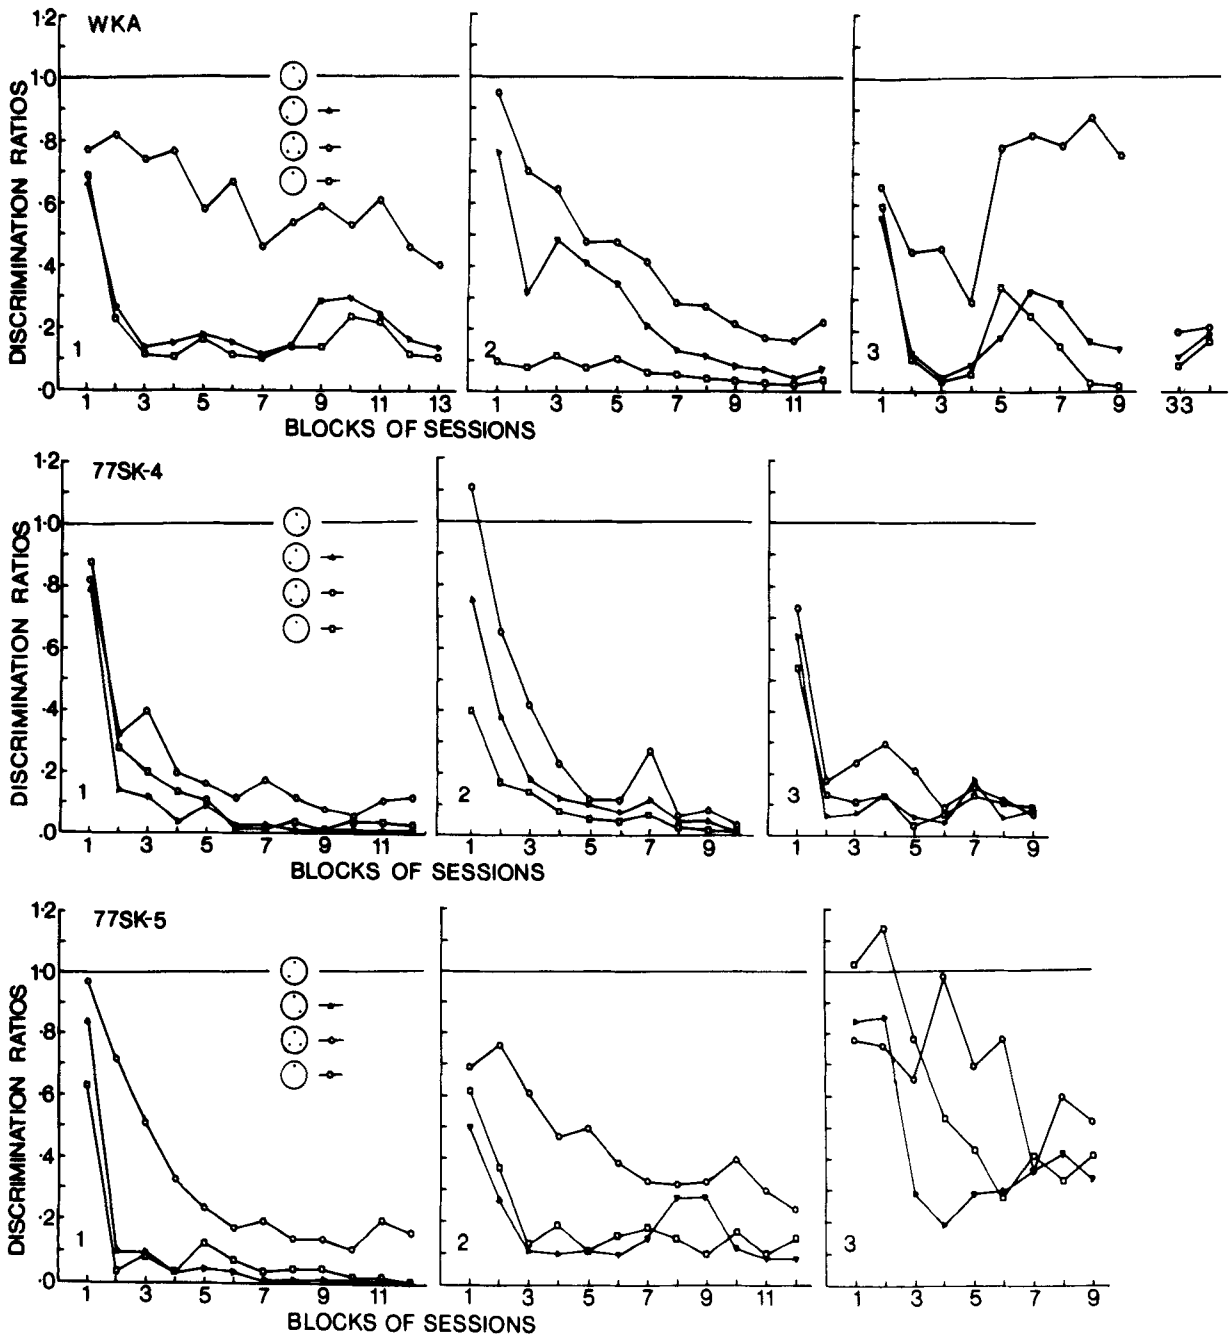 WKA
DISCRIMINATION RATIOS
1·2
1·0
·8
·6
·4
·2
·0
1
2
3
1 3 5 7 9 11 13
1 3 5 7 9 11
1 3 5 7 9 33
BLOCKS OF SESSIONS
77SK-4
DISCRIMINATION RATIOS
1·2
1·0
·8
·6
·4
·2
·0
1
2
3
1 3 5 7 9 11
1 3 5 7 9
1 3 5 7 9
BLOCKS OF SESSIONS
77SK-5
DISCRIMINATION RATIOS
1·2
1·0
·8
·6
·4
·2
·0
1
2
3
1 3 5 7 9 11
1 3 5 7 9 11
1 3 5 7 9
BLOCKS OF SESSIONS